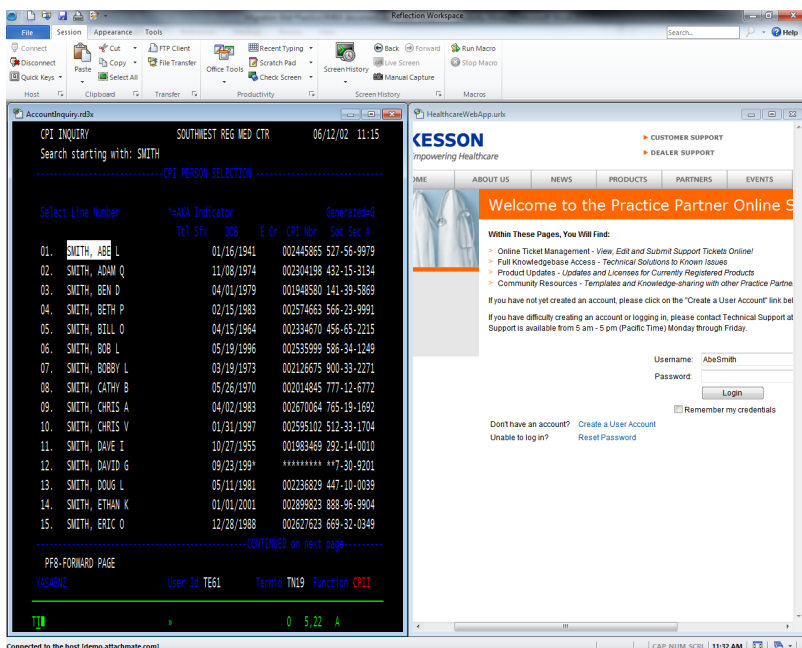 Reflection Workspace
File Session Appearance Tools
Search...
Help
Connect
Disconnect
Quick Keys
Host
Paste
Cut
Copy
Select All
Clipboard
FTP Client
File Transfer
Transfer
Office Tools
Recent Typing
Scratch Pad
Check Screen
Productivity
Screen History
Back Forward
Live Screen
Manual Capture
Screen History
Run Macro
Stop Macro
Macros
AccountInquiry.rd3x
CPI INQUIRY SOUTHWEST REG MED CTR 06/12/02 11:15
Search starting with: SMITH
CPI PERSON SELECTION
Select Line Number *=AKA Indicator Generated=G
Ttl Sfx DOB E Cr CPI Nbr Soc Sec #
01. SMITH, ABE L 01/16/1941 002445865 527-56-9979
02. SMITH, ADAM Q 11/08/1974 002304198 432-15-3134
03. SMITH, BEN D 04/01/1979 001948580 141-39-5869
04. SMITH, BETH P 02/15/1983 002574663 566-23-9991
05. SMITH, BILL O 04/15/1964 002334670 456-65-2215
06. SMITH, BOB L 05/19/1996 002535999 586-34-1249
07. SMITH, BOBBY L 03/19/1973 002126675 900-33-2271
08. SMITH, CATHY B 05/26/1970 002014845 777-12-6772
09. SMITH, CHRIS A 04/02/1983 002670064 765-19-1692
10. SMITH, CHRIS V 01/31/1997 002595102 512-33-1704
11. SMITH, DAVE I 10/27/1955 001983469 292-14-0010
12. SMITH, DAVID G 09/23/199* ********* **7-30-9201
13. SMITH, DOUG L 05/11/1981 002236829 447-10-0039
14. SMITH, ETHAN K 01/01/2001 002899823 888-96-9904
15. SMITH, ERIC O 12/28/1988 002627623 669-32-0349
CONTINUED on next page
PF8-FORWARD PAGE
User Id TE61 Termid TN19 Function CPII
TI » 0 5,22 A
HealthcareWebApp.urlx
KESSON
Empowering Healthcare
CUSTOMER SUPPORT
DEALER SUPPORT
OME ABOUT US NEWS PRODUCTS PARTNERS EVENTS
Welcome to the Practice Partner Online S
Within These Pages, You Will Find:
Online Ticket Management - View, Edit and Submit Support Tickets Online!
Full Knowledgebase Access - Technical Solutions to Known Issues
Product Updates - Updates and Licenses for Currently Registered Products
Community Resources - Templates and Knowledge-sharing with other Practice Partne
If you have not yet created an account, please click on the "Create a User Account" link bel
If you have difficulty creating an account or logging in, please contact Technical Support at
Support is available from 5 am - 5 pm (Pacific Time) Monday through Friday.
Username: AbeSmith
Password:
Login
Remember my credentials
Don't have an account? Create a User Account
Unable to log in? Reset Password
Connected to the host [demo.attachmate.com]
CAP NUM SCRL 11:32 AM